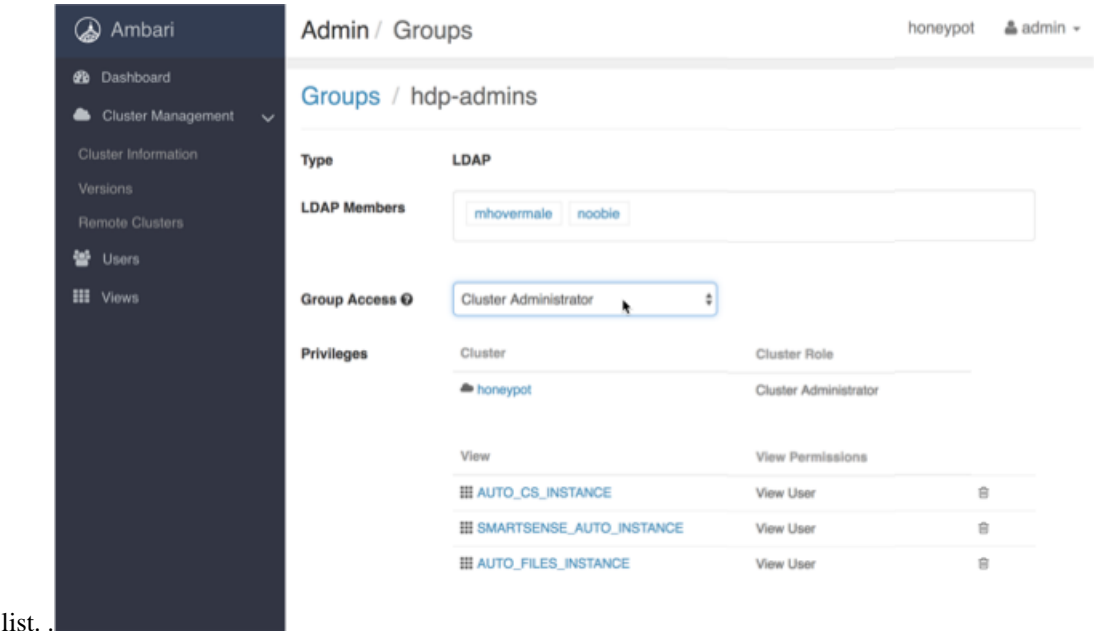 Ambari
Admin / Groups
honeypot admin
Dashboard
Cluster Management
Cluster Information
Versions
Remote Clusters
Users
Views
Groups / hdp-admins
Type LDAP
LDAP Members mhovermale noobie
Group Access Cluster Administrator
Privileges Cluster Cluster Role
honeypot Cluster Administrator
View View Permissions
AUTO_CS_INSTANCE View User
SMARTSENSE_AUTO_INSTANCE View User
AUTO_FILES_INSTANCE View User
list. .